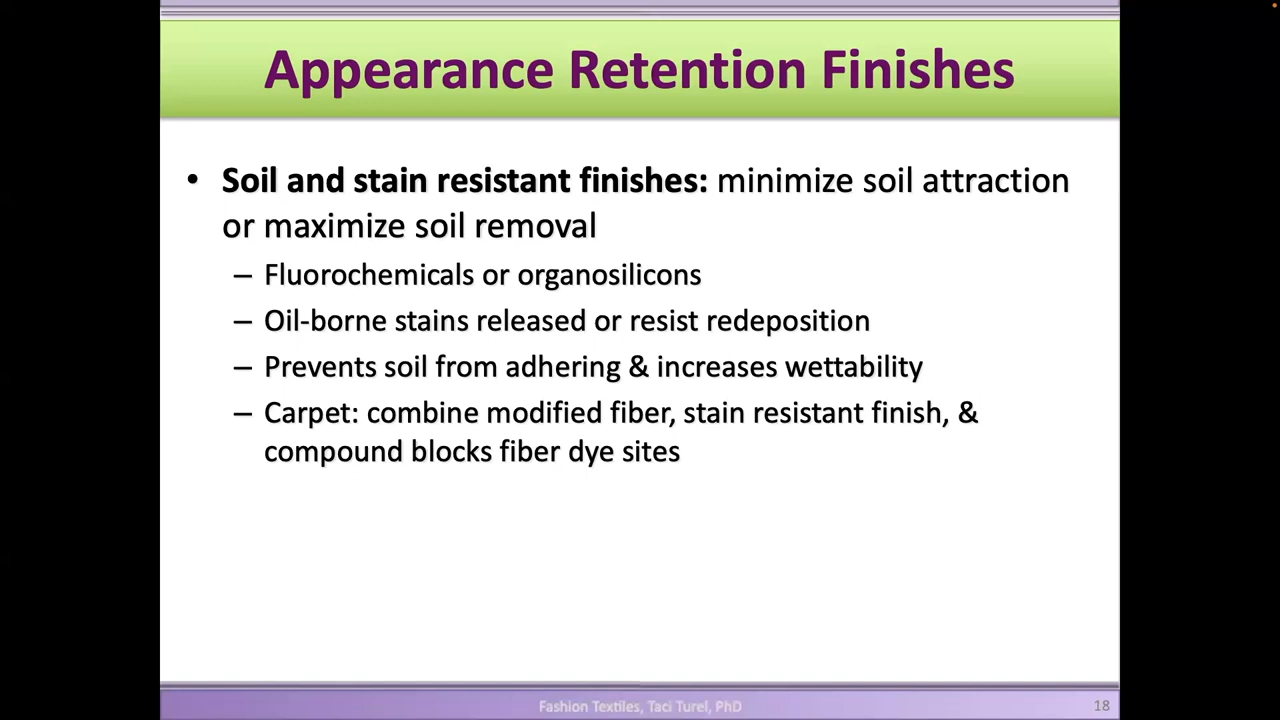 Appearance Retention Finishes
• Soil and stain resistant finishes: minimize soil attraction
or maximize soil removal
– Fluorochemicals or organosilicons
– Oil-borne stains released or resist redeposition
– Prevents soil from adhering & increases wettability
– Carpet: combine modified fiber, stain resistant finish, &
compound blocks fiber dye sites
Fashion Textiles, Taci Turel, PhD
18